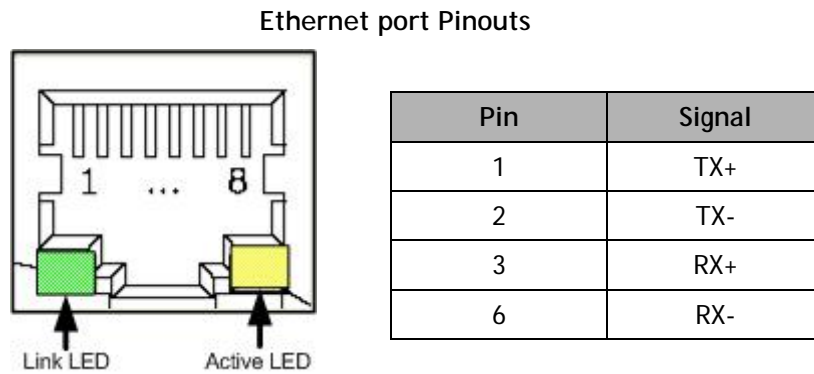 Ethernet port Pinouts
1 ... 8
Link LED Active LED
Pin Signal
1 TX+
2 TX-
3 RX+
6 RX-